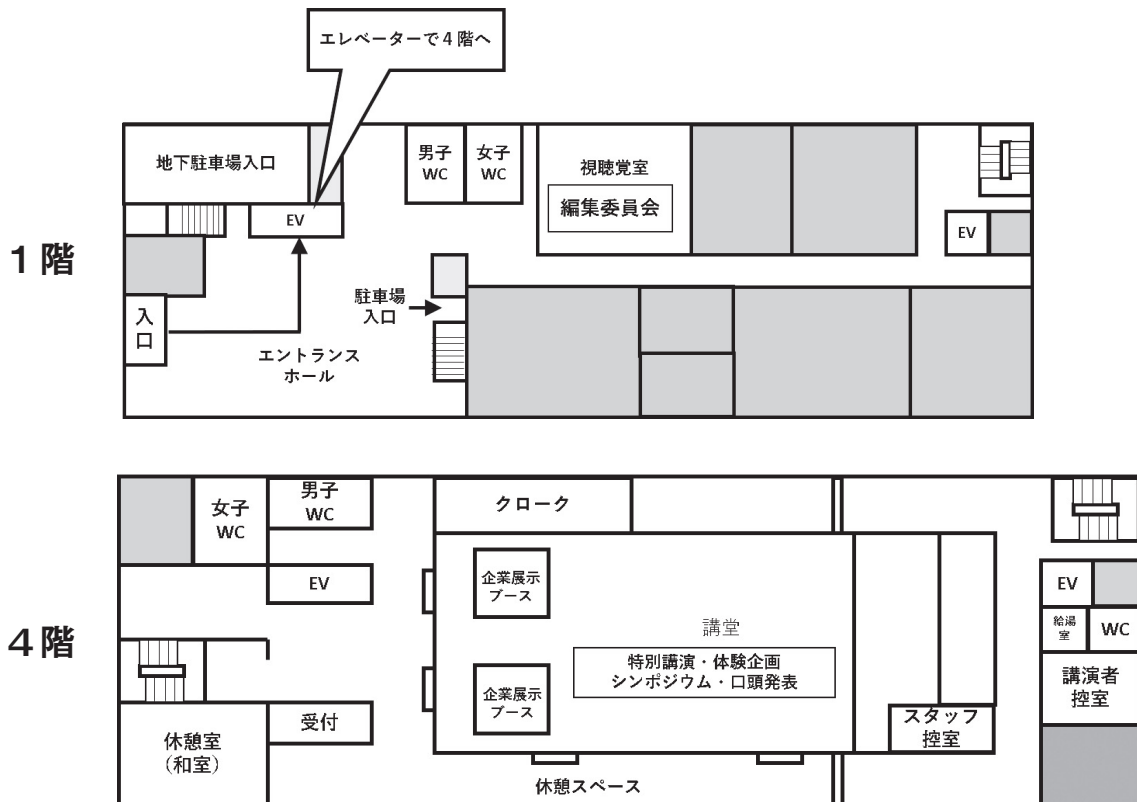 エレベーターで4階へ
1階
地下駐車場入口
EV
男子
WC
女子
WC
視聴覚室
編集委員会
EV
入
口
駐車場
入口
エントランス
ホール
4階
女子
WC
男子
WC
EV
クローク
企業展示
ブース
講堂
特別講演・体験企画
シンポジウム・口頭発表
企業展示
ブース
スタッフ
控室
EV
給湯
室
WC
講演者
控室
受付
休憩室
（和室）
休憩スペース